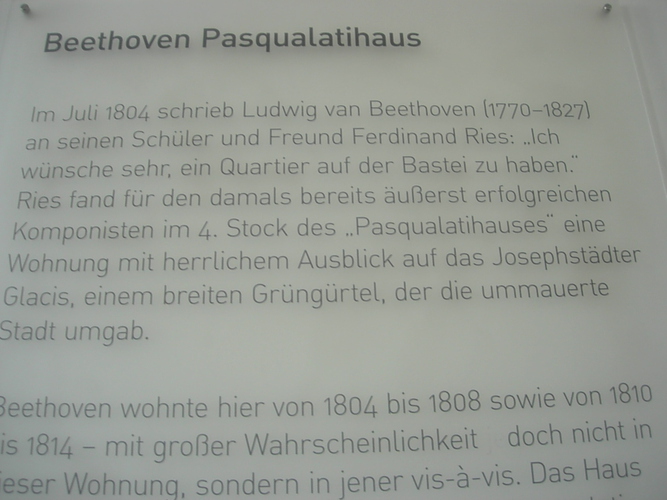 Beethoven Pasqualatihaus
Im Juli 1804 schrieb Ludwig van Beethoven (1770–1827)
an seinen Schüler und Freund Ferdinand Ries: „Ich
wünsche sehr, ein Quartier auf der Bastei zu haben.“
Ries fand für den damals bereits äußerst erfolgreichen
Komponisten im 4. Stock des „Pasqualatihauses“ eine
Wohnung mit herrlichem Ausblick auf das Josephstädter
Glacis, einem breiten Grüngürtel, der die ummauerte
Stadt umgab.
Beethoven wohnte hier von 1804 bis 1808 sowie von 1810
is 1814 – mit großer Wahrscheinlichkeit doch nicht in
ieser Wohnung, sondern in jener vis-à-vis. Das Haus